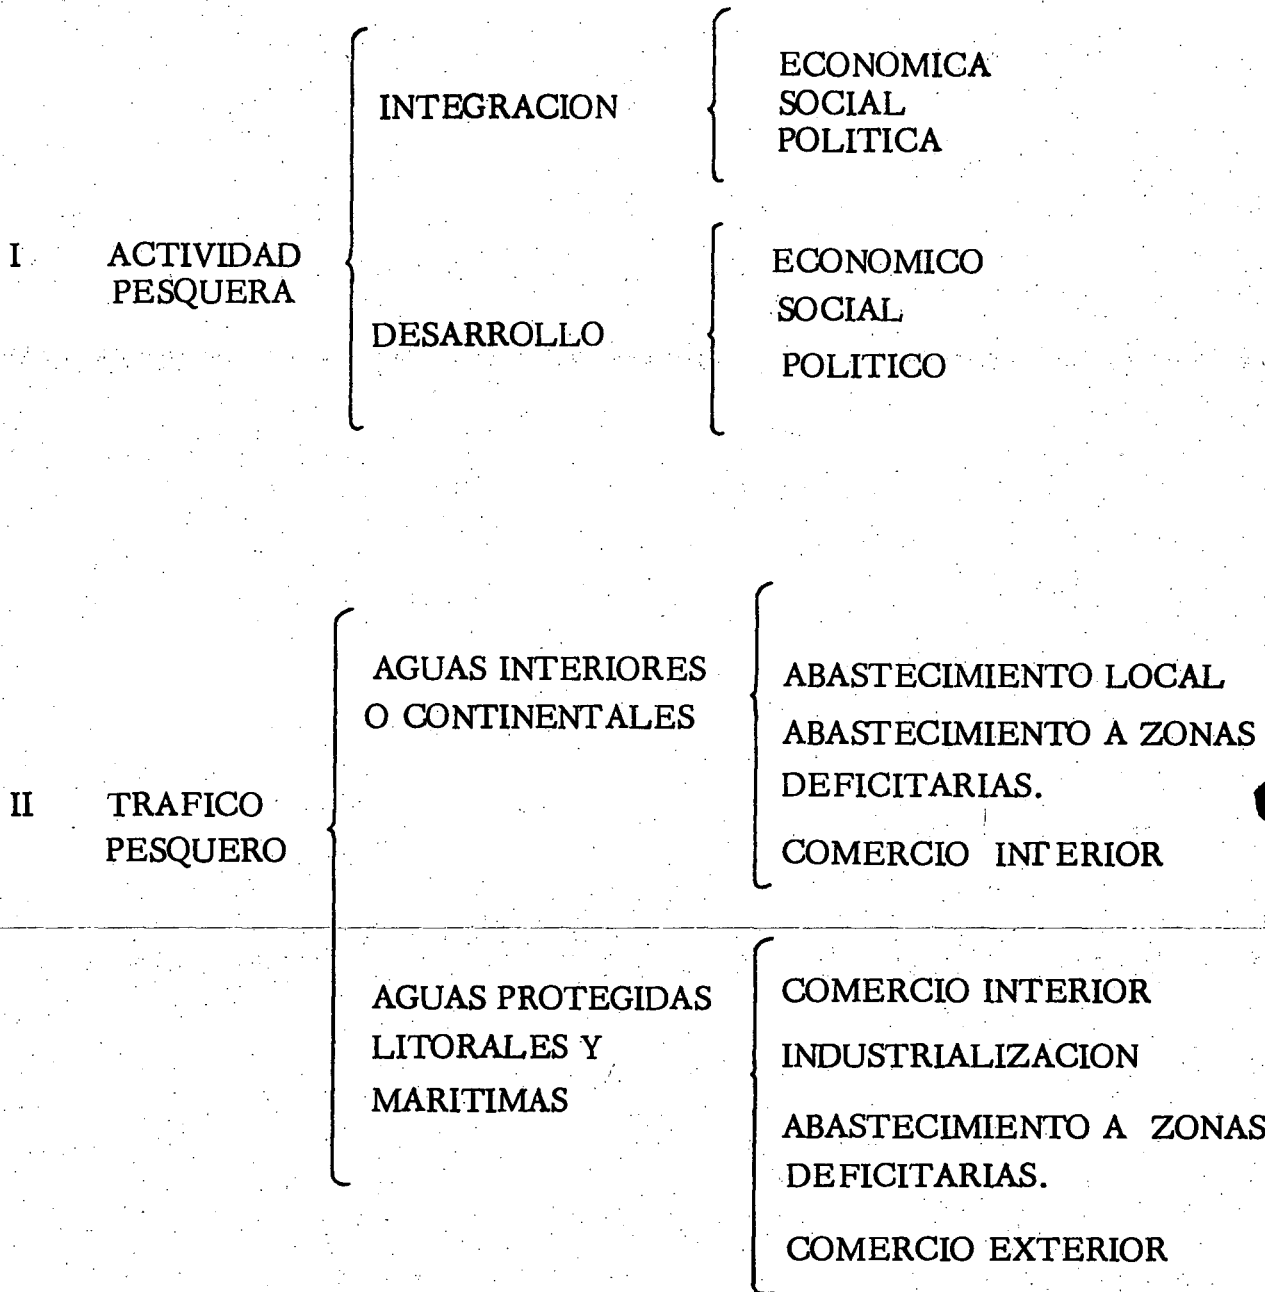 I ACTIVIDAD
PESQUERA
INTEGRACION
ECONOMICA
SOCIAL
POLITICA
DESARROLLO
ECONOMICO
SOCIAL
POLITICO
II TRAFICO
PESQUERO
AGUAS INTERIORES
O CONTINENTALES
ABASTECIMIENTO LOCAL
ABASTECIMIENTO A ZONAS
DEFICITARIAS.
COMERCIO INTERIOR
AGUAS PROTEGIDAS
LITORALES Y
MARITIMAS
COMERCIO INTERIOR
INDUSTRIALIZACION
ABASTECIMIENTO A ZONAS
DEFICITARIAS.
COMERCIO EXTERIOR